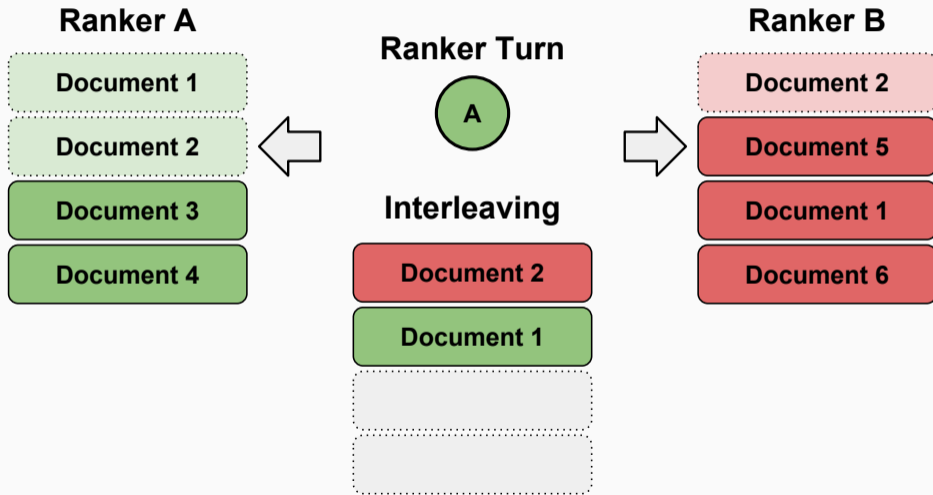 Ranker A
Document 1
Document 2
Document 3
Document 4
Ranker Turn
A
Interleaving
Document 2
Document 1
Ranker B
Document 2
Document 5
Document 1
Document 6